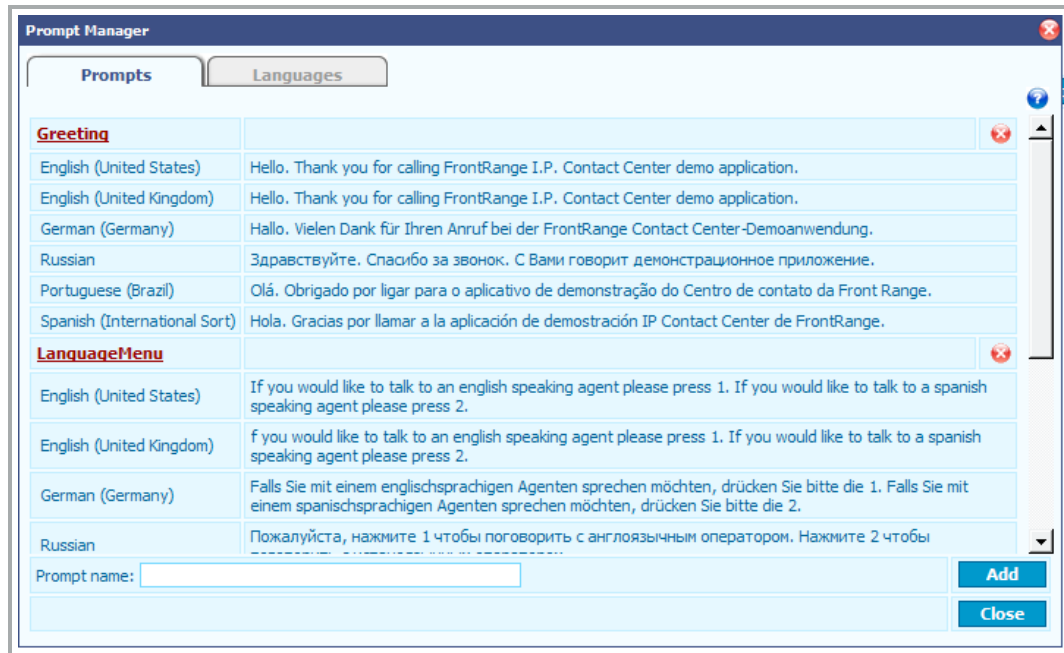 Prompt Manager
Prompts
Languages
Greeting
English (United States)
Hello. Thank you for calling FrontRange I.P. Contact Center demo application.
English (United Kingdom)
Hello. Thank you for calling FrontRange I.P. Contact Center demo application.
German (Germany)
Hallo. Vielen Dank für Ihren Anruf bei der FrontRange Contact Center-Demoanwendung.
Russian
Здравствуйте. Спасибо за звонок. С Вами говорит демонстрационное приложение.
Portuguese (Brazil)
Olá. Obrigado por ligar para o aplicativo de demonstração do Centro de contato da Front Range.
Spanish (International Sort)
Hola. Gracias por llamar a la aplicación de demostración IP Contact Center de FrontRange.
LanguageMenu
English (United States)
If you would like to talk to an english speaking agent please press 1. If you would like to talk to a spanish
speaking agent please press 2.
English (United Kingdom)
f you would like to talk to an english speaking agent please press 1. If you would like to talk to a spanish
speaking agent please press 2.
German (Germany)
Falls Sie mit einem englischsprachigen Agenten sprechen möchten, drücken Sie bitte die 1. Falls Sie mit
einem spanischsprachigen Agenten sprechen möchten, drücken Sie bitte die 2.
Russian
Пожалуйста, нажмите 1 чтобы поговорить с англоязычным оператором. Нажмите 2 чтобы
Prompt name:
Add
Close